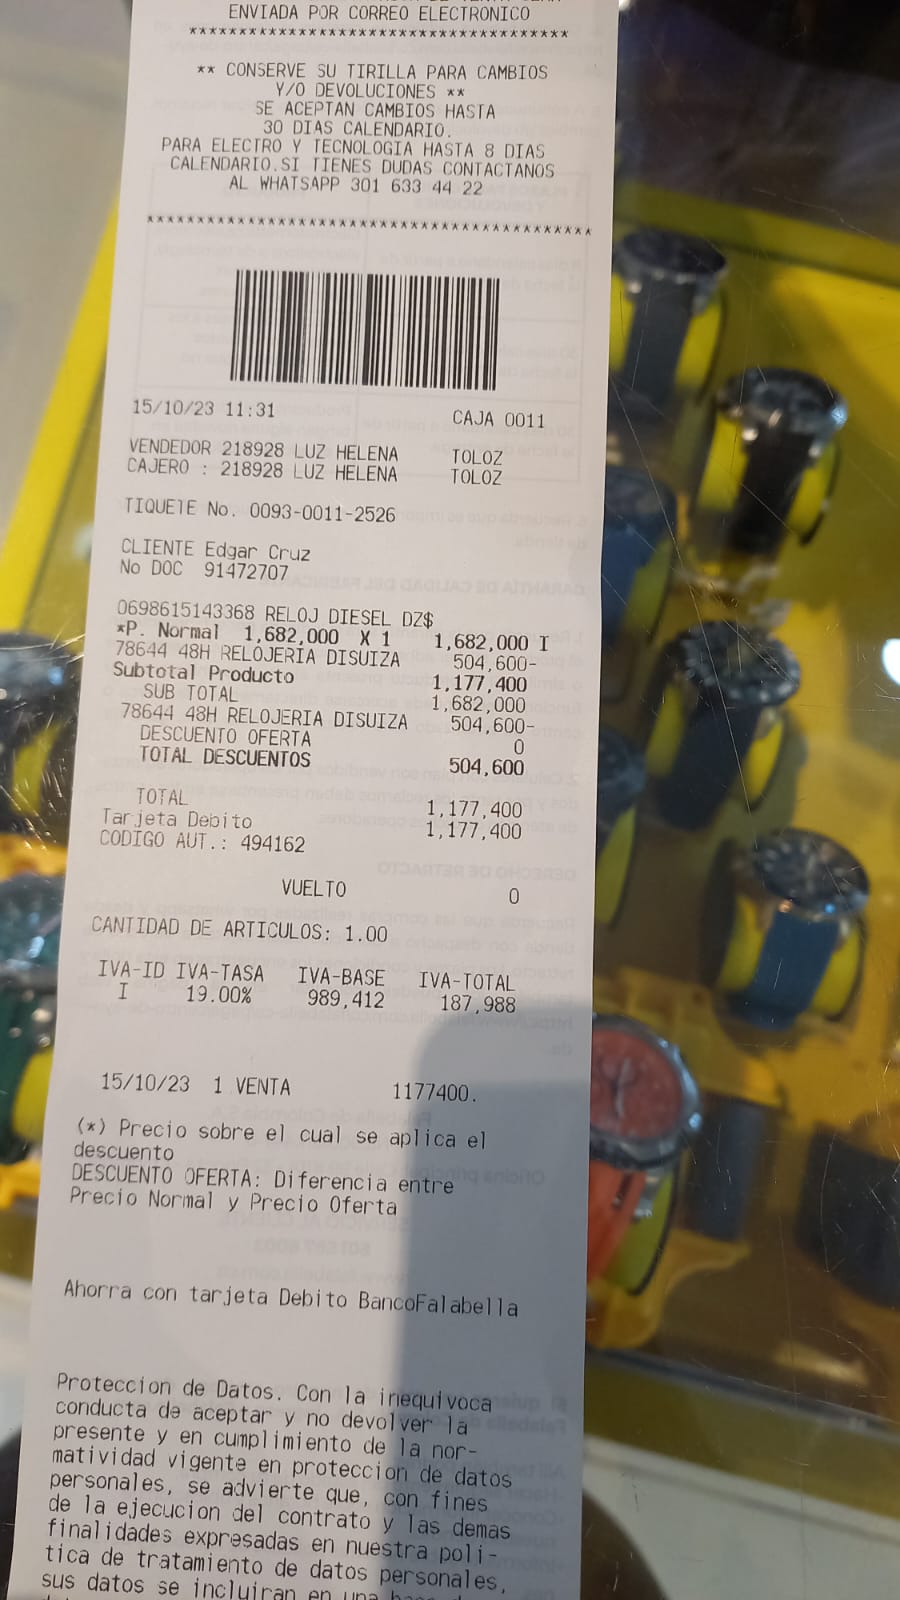 ENVIADA POR CORREO ELECTRONICO
**************************************
** CONSERVE SU TIRILLA PARA CAMBIOS
Y/O DEVOLUCIONES **
SE ACEPTAN CAMBIOS HASTA
30 DIAS CALENDARIO.
PARA ELECTRO Y TECNOLOGIA HASTA 8 DIAS
CALENDARIO.SI TIENES DUDAS CONTACTANOS
AL WHATSAPP 301 633 44 22
********************************************
15/10/23 11:31 CAJA 0011
VENDEDOR 218928 LUZ HELENA TOLOZ
CAJERO : 218928 LUZ HELENA TOLOZ
TIQUETE No. 0093-0011-2526
CLIENTE Edgar Cruz
No DOC 91472707
0698615143368 RELOJ DIESEL DZ$
*P. Normal 1,682,000 X 1 1,682,000 I
78644 48H RELOJERIA DISUIZA 504,600-
Subtotal Producto 1,177,400
SUB TOTAL 1,682,000
78644 48H RELOJERIA DISUIZA 504,600-
DESCUENTO OFERTA 0
TOTAL DESCUENTOS 504,600
TOTAL 1,177,400
Tarjeta Debito 1,177,400
CODIGO AUT.: 494162
VUELTO 0
CANTIDAD DE ARTICULOS: 1.00
IVA-ID IVA-TASA IVA-BASE IVA-TOTAL
I 19.00% 989,412 187,988
15/10/23 1 VENTA 1177400.
(*) Precio sobre el cual se aplica el
descuento
DESCUENTO OFERTA: Diferencia entre
Precio Normal y Precio Oferta
Ahorra con tarjeta Debito BancoFalabella
Proteccion de Datos. Con la inequivoca
conducta de aceptar y no devolver la
presente y en cumplimiento de la nor-
matividad vigente en proteccion de datos
personales, se advierte que, con fines
de la ejecucion del contrato y las demas
finalidades expresadas en nuestra poli-
tica de tratamiento de datos personales,
sus datos se incluiran en una